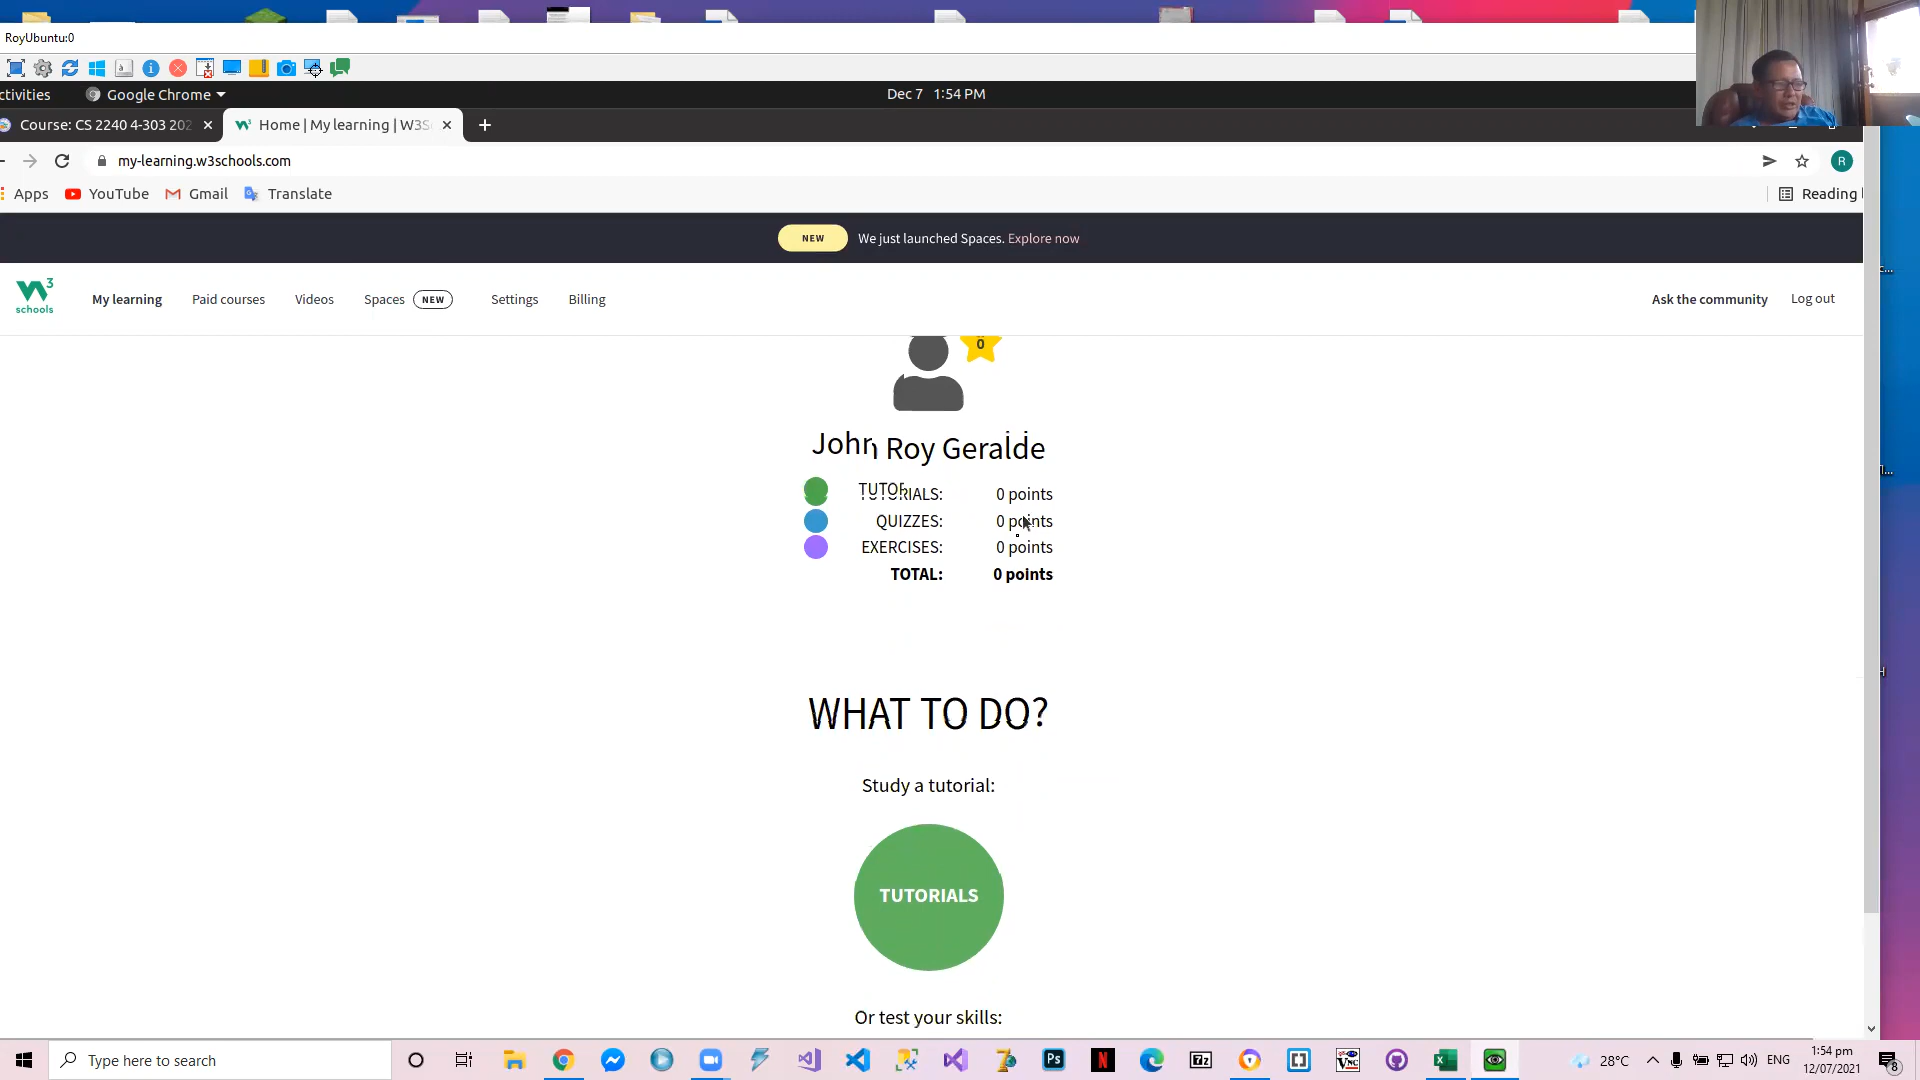 RoyUbuntu:0
ctivities
Google Chrome
Dec 7 1:54 PM
Course: CS 2240 4-303 202
Home | My learning | W3S
my-learning.w3schools.com
R
Apps
YouTube
Gmail
Translate
Reading
NEW
We just launched Spaces. Explore now
W3 schools
My learning
Paid courses
Videos
Spaces
NEW
Settings
Billing
Ask the community
Log out
0
John Roy Geralde
TUTORIALS: 0 points
QUIZZES: 0 points
EXERCISES: 0 points
TOTAL: 0 points
WHAT TO DO?
Study a tutorial:
TUTORIALS
Or test your skills:
Type here to search
Ps
N
7z
28°C
ENG
1:54 pm
12/07/2021
8